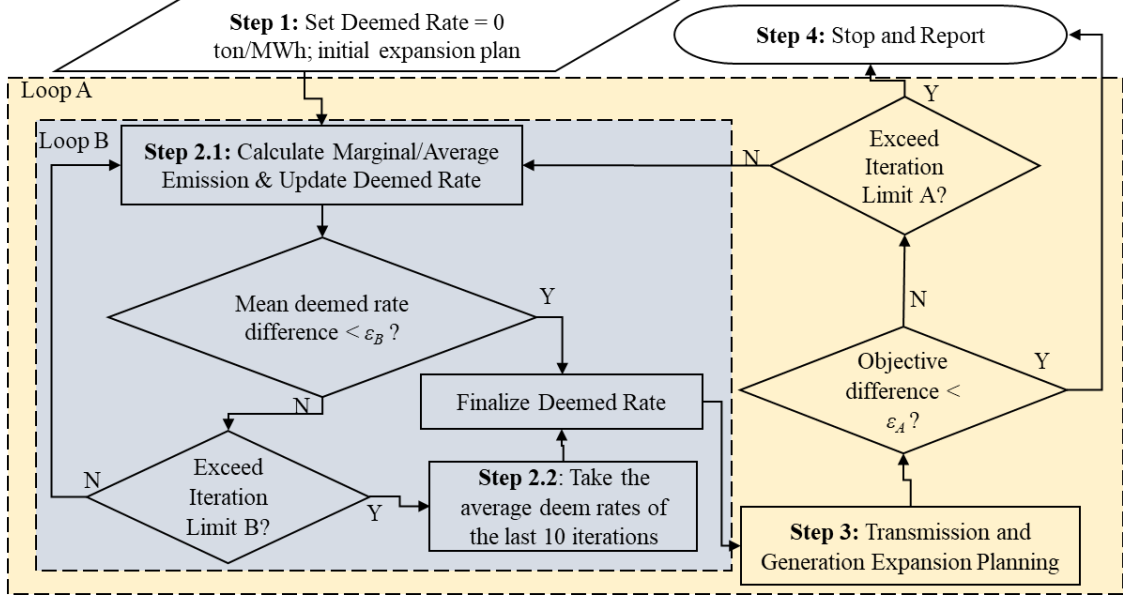 Step 1: Set Deemed Rate = 0
ton/MWh; initial expansion plan
Step 4: Stop and Report
Loop A
Y
Loop B
Step 2.1: Calculate Marginal/Average
Emission & Update Deemed Rate
N
Exceed
Iteration
Limit A?
Mean deemed rate
difference < εB ?
Y
N
Objective
difference <
εA ?
Y
Finalize Deemed Rate
N
Exceed
Iteration
Limit B?
N
Y
Step 2.2: Take the
average deem rates of
the last 10 iterations
Step 3: Transmission and
Generation Expansion Planning